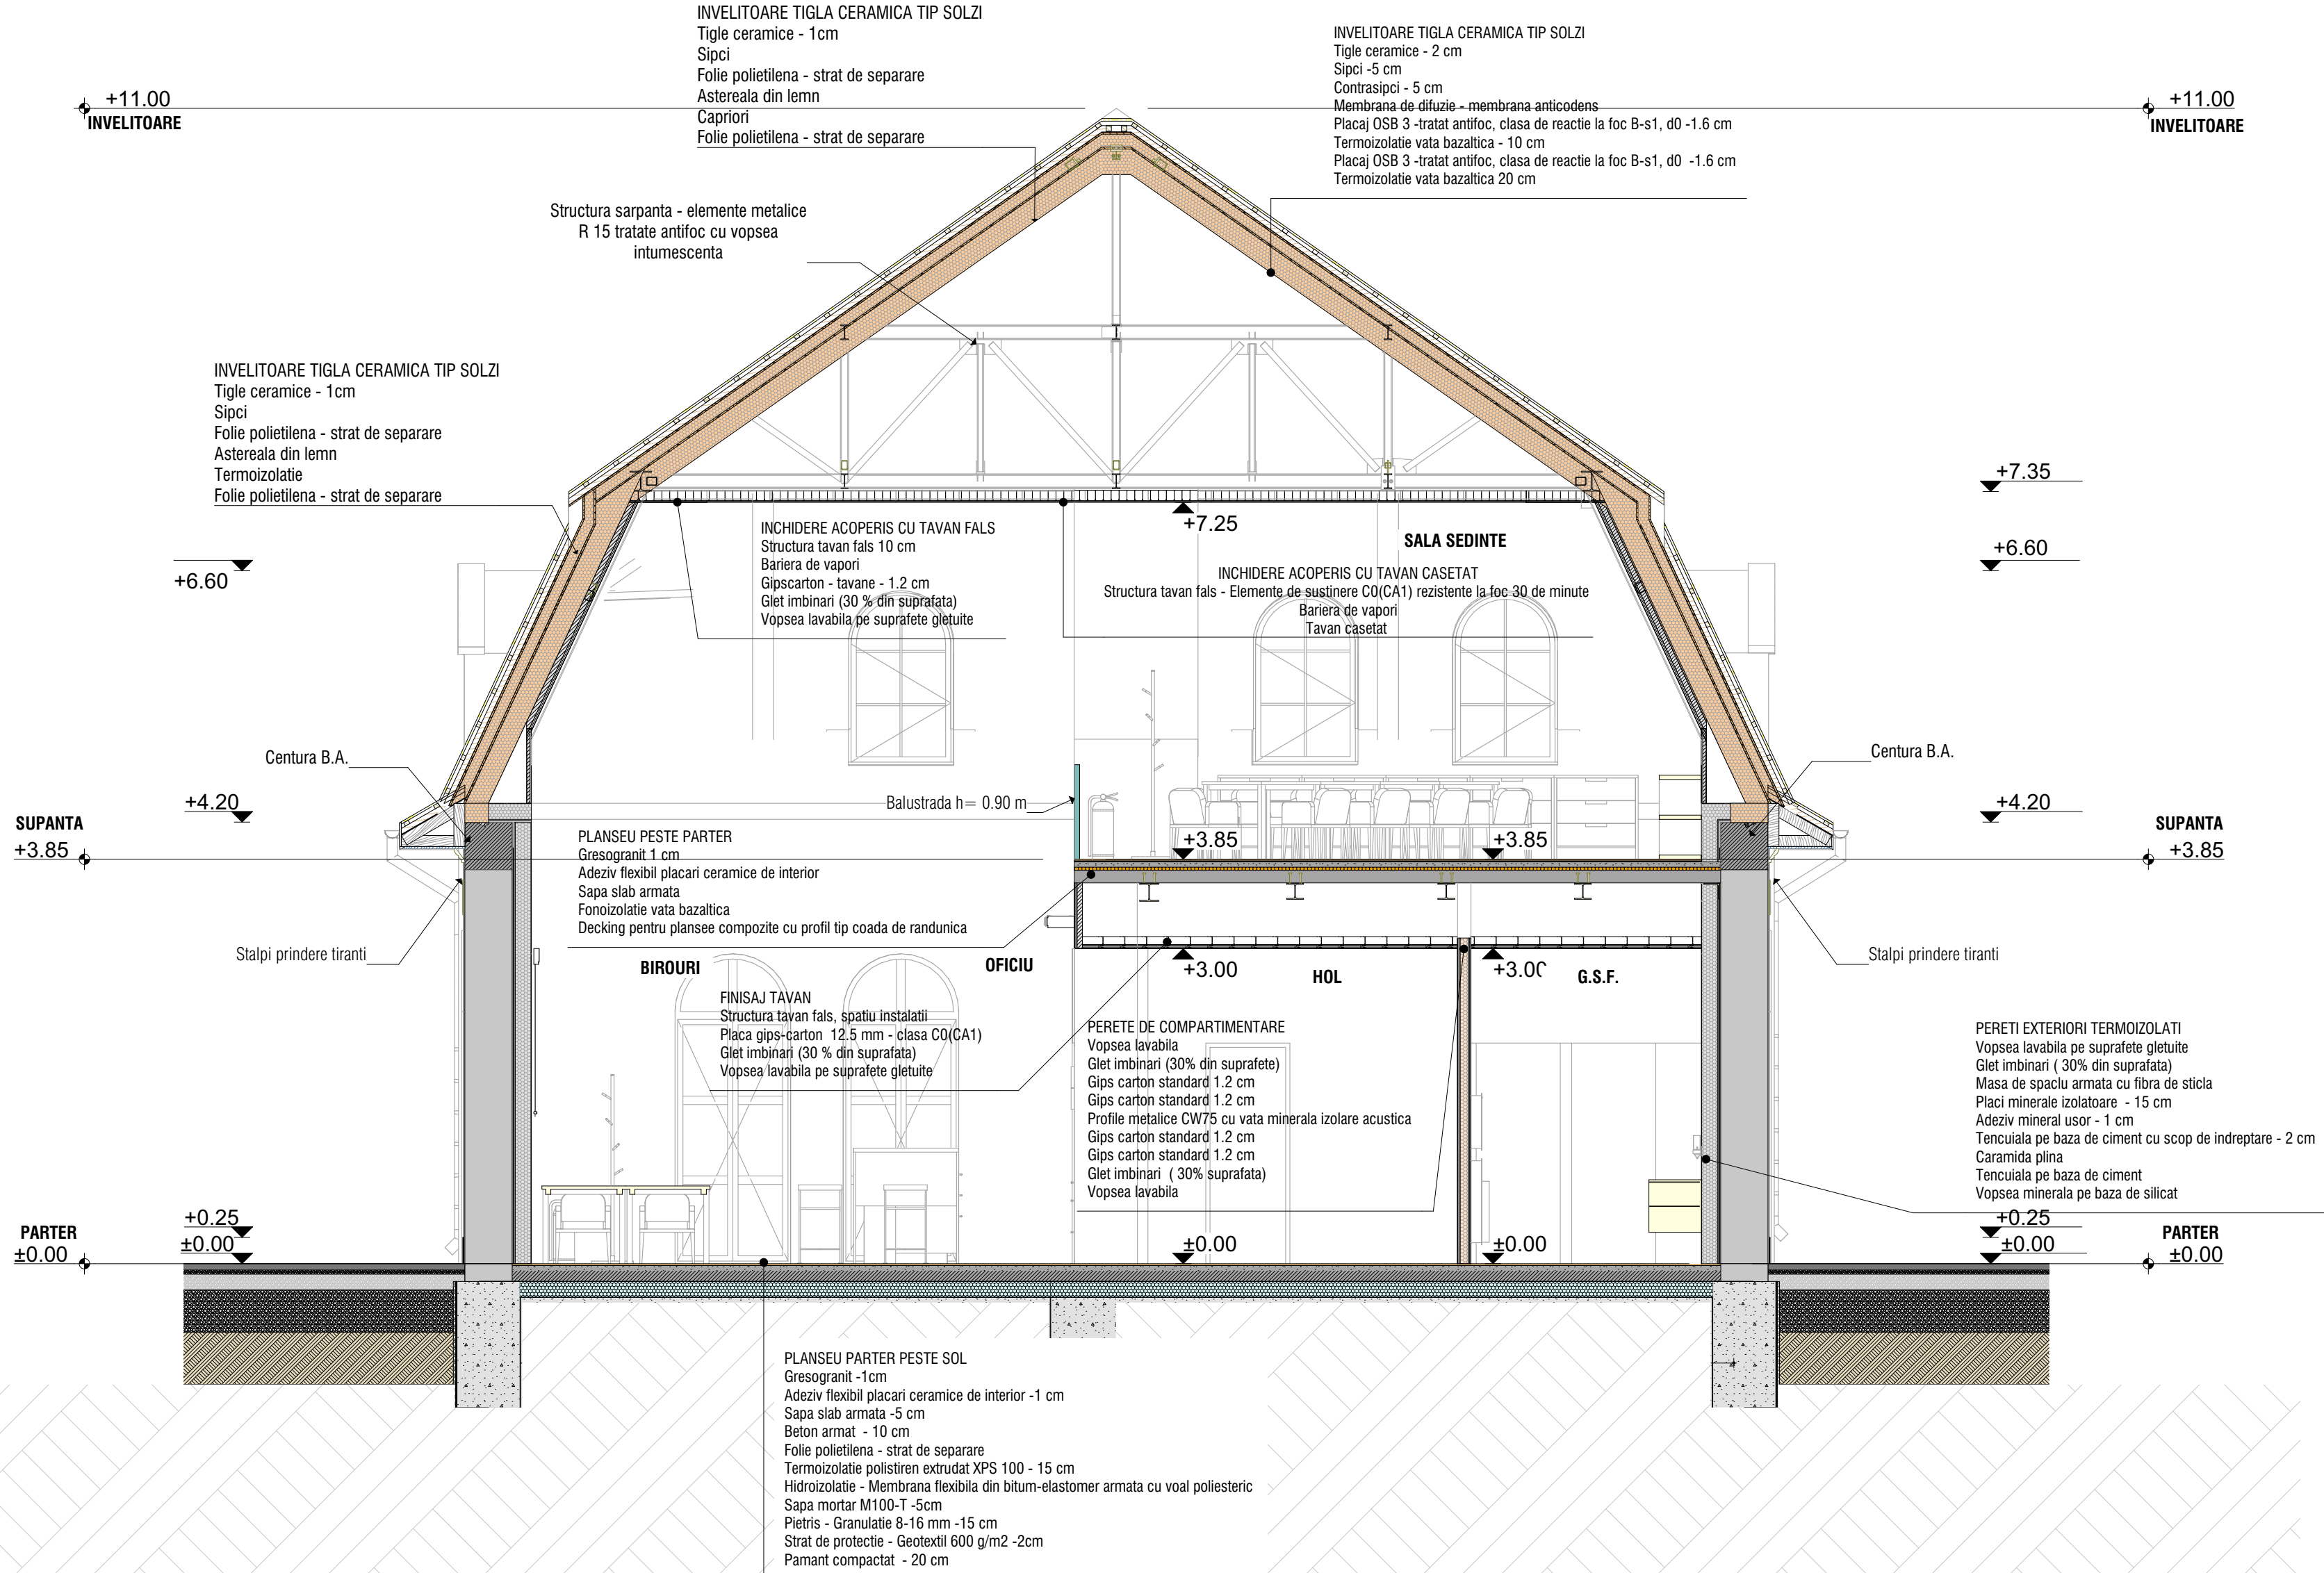 INVELITOARE TIGLA CERAMICA TIP SOLZI
Tigle ceramice - 1cm
Sipci
Folie polietilena - strat de separare
Astereala din lemn
Capriori
Folie polietilena - strat de separare
INVELITOARE TIGLA CERAMICA TIP SOLZI
Tigle ceramice - 2 cm
Sipci -5 cm
Contrasipci - 5 cm
Membrana de difuzie - membrana anticodens
Placaj OSB 3 -tratat antifoc, clasa de reactie la foc B-s1, d0 -1.6 cm
Termoizolatie vata bazaltica - 10 cm
Placaj OSB 3 -tratat antifoc, clasa de reactie la foc B-s1, d0 -1.6 cm
Termoizolatie vata bazaltica 20 cm
+11.00
INVELITOARE
+11.00
INVELITOARE
Structura sarpanta - elemente metalice
R 15 tratate antifoc cu vopsea
intumescenta
INVELITOARE TIGLA CERAMICA TIP SOLZI
Tigle ceramice - 1cm
Sipci
Folie polietilena - strat de separare
Astereala din lemn
Termoizolatie
Folie polietilena - strat de separare
+7.35
+6.60
+6.60
INCHIDERE ACOPERIS CU TAVAN FALS
Structura tavan fals 10 cm
Bariera de vapori
Gipscarton - tavane - 1.2 cm
Glet imbinari (30 % din suprafata)
Vopsea lavabila pe suprafete gletuite
+7.25
SALA SEDINTE
INCHIDERE ACOPERIS CU TAVAN CASETAT
Structura tavan fals - Elemente de sustinere C0(CA1) rezistente la foc 30 de minute
Bariera de vapori
Tavan casetat
Centura B.A.
Centura B.A.
+4.20
+4.20
SUPANTA
+3.85
SUPANTA
+3.85
Balustrada h= 0.90 m
+3.85
+3.85
PLANSEU PESTE PARTER
Gresogranit 1 cm
Adeziv flexibil placari ceramice de interior
Sapa slab armata
Fonoizolatie vata bazaltica
Decking pentru plansee compozite cu profil tip coada de randunica
Stalpi prindere tiranti
Stalpi prindere tiranti
BIROURI
OFICIU
+3.00
HOL
+3.00
G.S.F.
FINISAJ TAVAN
Structura tavan fals, spatiu instalatii
Placa gips-carton 12.5 mm - clasa C0(CA1)
Glet imbinari (30 % din suprafata)
Vopsea lavabila pe suprafete gletuite
PERETE DE COMPARTIMENTARE
Vopsea lavabila
Glet imbinari (30% din suprafete)
Gips carton standard 1.2 cm
Gips carton standard 1.2 cm
Profile metalice CW75 cu vata minerala izolare acustica
Gips carton standard 1.2 cm
Gips carton standard 1.2 cm
Glet imbinari ( 30% suprafata)
Vopsea lavabila
PERETI EXTERIORI TERMOIZOLATI
Vopsea lavabila pe suprafete gletuite
Glet imbinari ( 30% din suprafata)
Masa de spaclu armata cu fibra de sticla
Placi minerale izolatoare - 15 cm
Adeziv mineral usor - 1 cm
Tencuiala pe baza de ciment cu scop de indreptare - 2 cm
Caramida plina
Tencuiala pe baza de ciment
Vopsea minerala pe baza de silicat
PARTER
±0.00
+0.25
±0.00
±0.00
±0.00
+0.25
±0.00
PARTER
±0.00
PLANSEU PARTER PESTE SOL
Gresogranit -1cm
Adeziv flexibil placari ceramice de interior -1 cm
Sapa slab armata -5 cm
Beton armat - 10 cm
Folie polietilena - strat de separare
Termoizolatie polistiren extrudat XPS 100 - 15 cm
Hidroizolatie - Membrana flexibila din bitum-elastomer armata cu voal poliesteric
Sapa mortar M100-T -5cm
Pietris - Granulatie 8-16 mm -15 cm
Strat de protectie - Geotextil 600 g/m2 -2cm
Pamant compactat - 20 cm